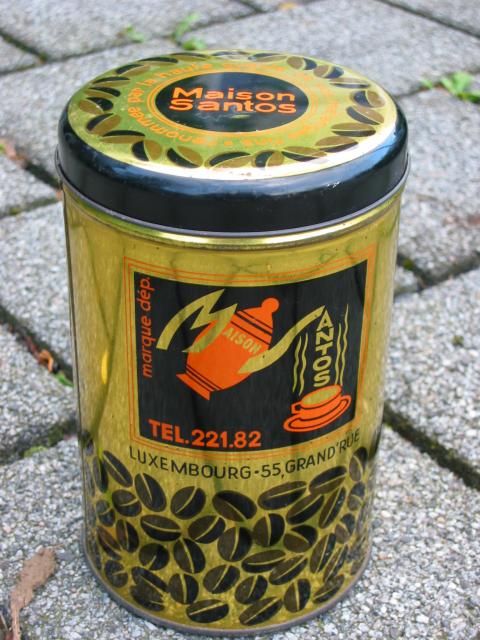 Maison
Santos
marque dép.
MAISON
SANTOS
TEL.221.82
LUXEMBOURG-55,GRAND'RUE